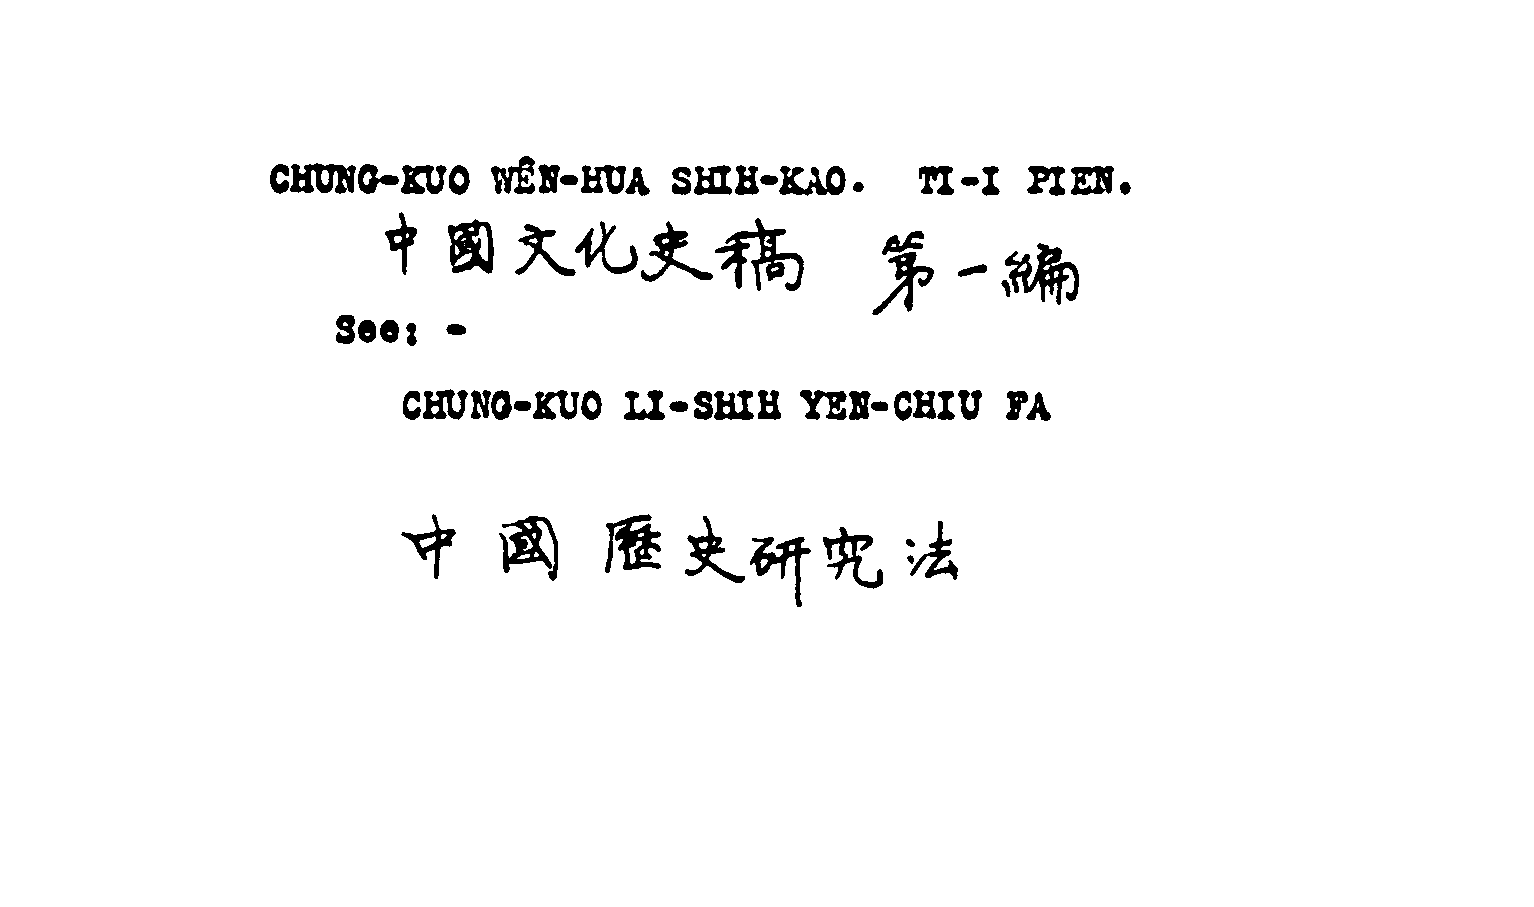 CHUNG-KUO WÊN-HUA SHIH-KAO. TI-I PIEN.
中國文化史稿 第一編
See: -
CHUNG-KUO LI-SHIH YEN-CHIU FA
中國歷史研究法